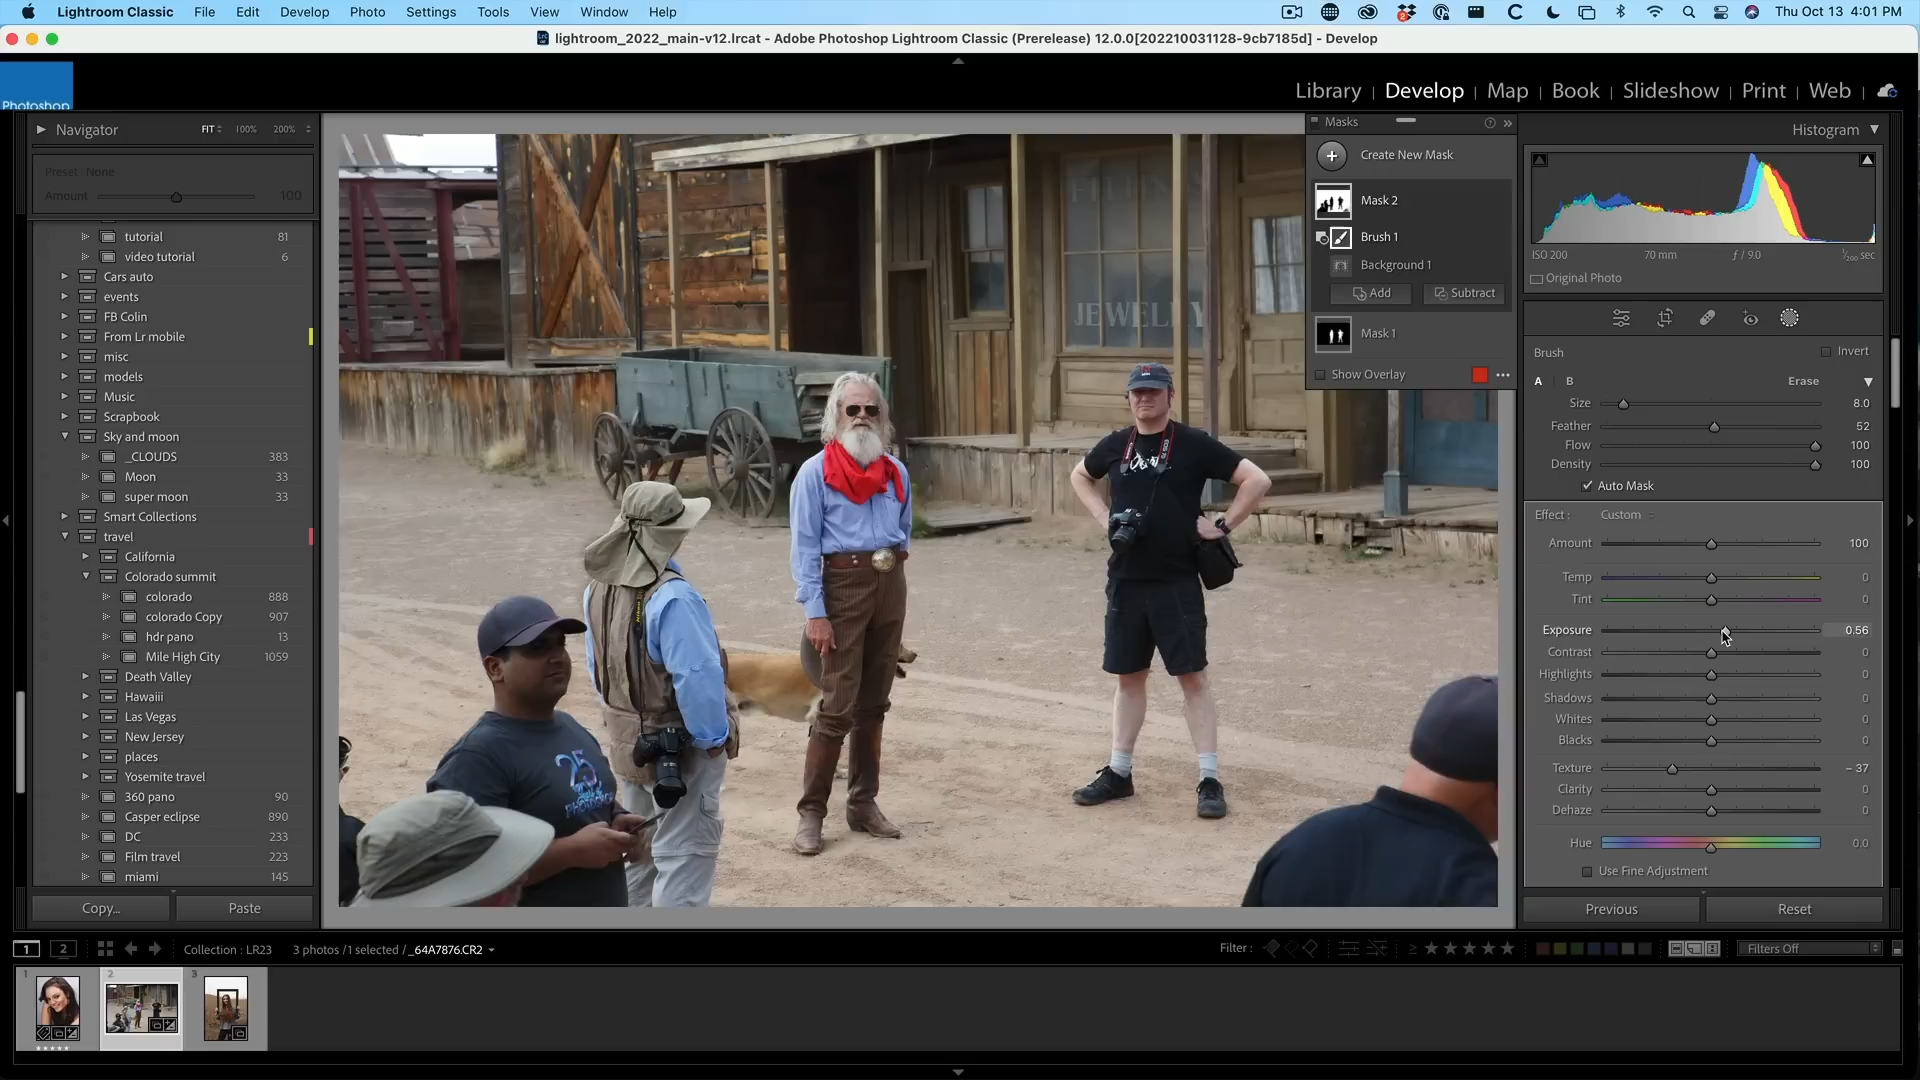 Lightroom Classic File Edit Develop Photo Settings Tools View Window Help Thu Oct 13 4:01 PM
lightroom_2022_main-v12.lrcat - Adobe Photoshop Lightroom Classic (Prerelease) 12.0.0[202210031128-9cb7185d] - Develop
Photoshop
Library | Develop | Map | Book | Slideshow | Print | Web |
Navigator FIT 100% 200%
Preset None
Amount 100
tutorial 81
video tutorial 6
Cars auto
events
FB Colin
From Lr mobile
misc
models
Music
Scrapbook
Sky and moon
_CLOUDS 383
Moon 33
super moon 33
Smart Collections
travel
California
Colorado summit
colorado 888
colorado Copy 907
hdr pano 13
Mile High City 1059
Death Valley
Hawaiii
Las Vegas
New Jersey
places
Yosemite travel
360 pano 90
Casper eclipse 890
DC 233
Film travel 223
miami 145
Copy... Paste
JEWELRY
25
Masks
Create New Mask
Mask 2
Brush 1
Background 1
Add Subtract
Mask 1
Show Overlay
Histogram
ISO 200 70 mm ƒ / 9.0 1/200 sec
Original Photo
Brush Invert
A B Erase
Size 8.0
Feather 52
Flow 100
Density 100
Auto Mask
Effect : Custom
Amount 100
Temp 0
Tint 0
Exposure 0.56
Contrast 0
Highlights 0
Shadows 0
Whites 0
Blacks 0
Texture – 37
Clarity 0
Dehaze 0
Hue 0.0
Use Fine Adjustment
Previous Reset
1 2 Collection : LR23 3 photos /1 selected /_64A7876.CR2 Filter : Filters Off
1 2 3